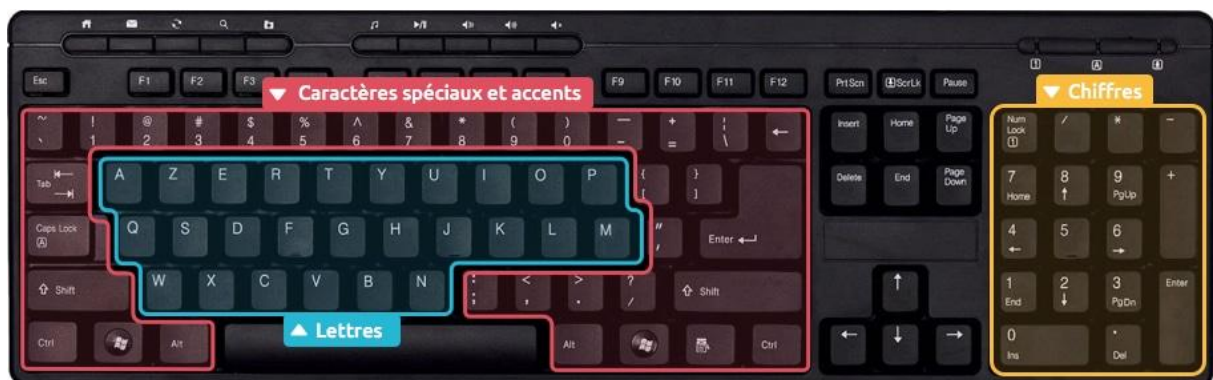 Esc F1 F2 F3 F9 F10 F11 F12 PrtScn ScrLk Pause
▼ Caractères spéciaux et accents
▼ Chiffres
~ ! @ # $ % ^ & * ( ) — + ¦
` 1 2 3 4 5 6 7 8 9 0 - = \ ←
Insert Home Page Up
Num Lock / * -
Tab A Z E R T Y U I O P { }
[ ]
Delete End Page Down
7 8 9 +
Home ↑ PgUp
Caps Lock Q S D F G H J K L M "
' Enter
4 5 6
← →
⇧ Shift W X C V B N : < > ?
; , . / ⇧ Shift
↑
1 2 3 Enter
End ↓ PgDn
▲ Lettres
Ctrl Alt Alt Ctrl
← ↓ →
0 .
Ins Del